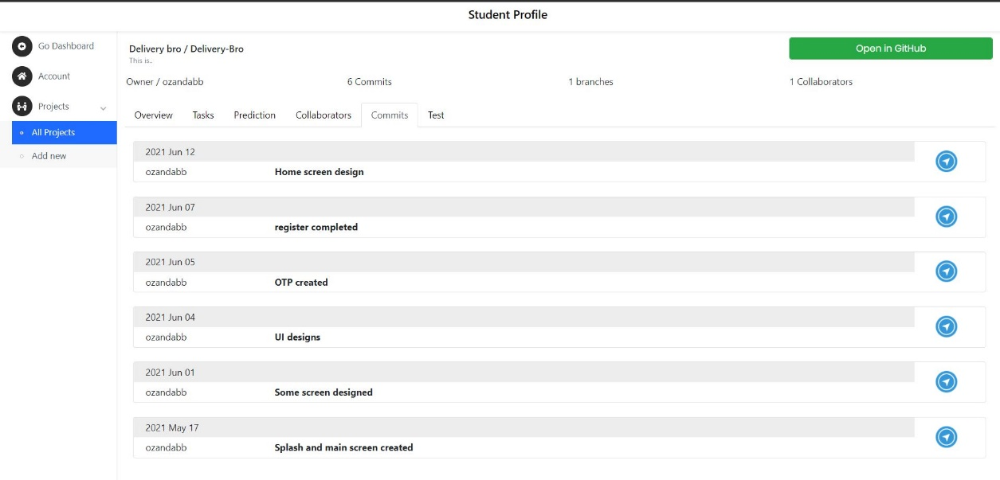 Student Profile
Go Dashboard
Account
Projects
All Projects
Add new
Delivery bro / Delivery-Bro
This is..
Open in GitHub
Owner / ozandabb 6 Commits 1 branches 1 Collaborators
Overview Tasks Prediction Collaborators Commits Test
2021 Jun 12
ozandabb Home screen design
2021 Jun 07
ozandabb register completed
2021 Jun 05
ozandabb OTP created
2021 Jun 04
ozandabb UI designs
2021 Jun 01
ozandabb Some screen designed
2021 May 17
ozandabb Splash and main screen created